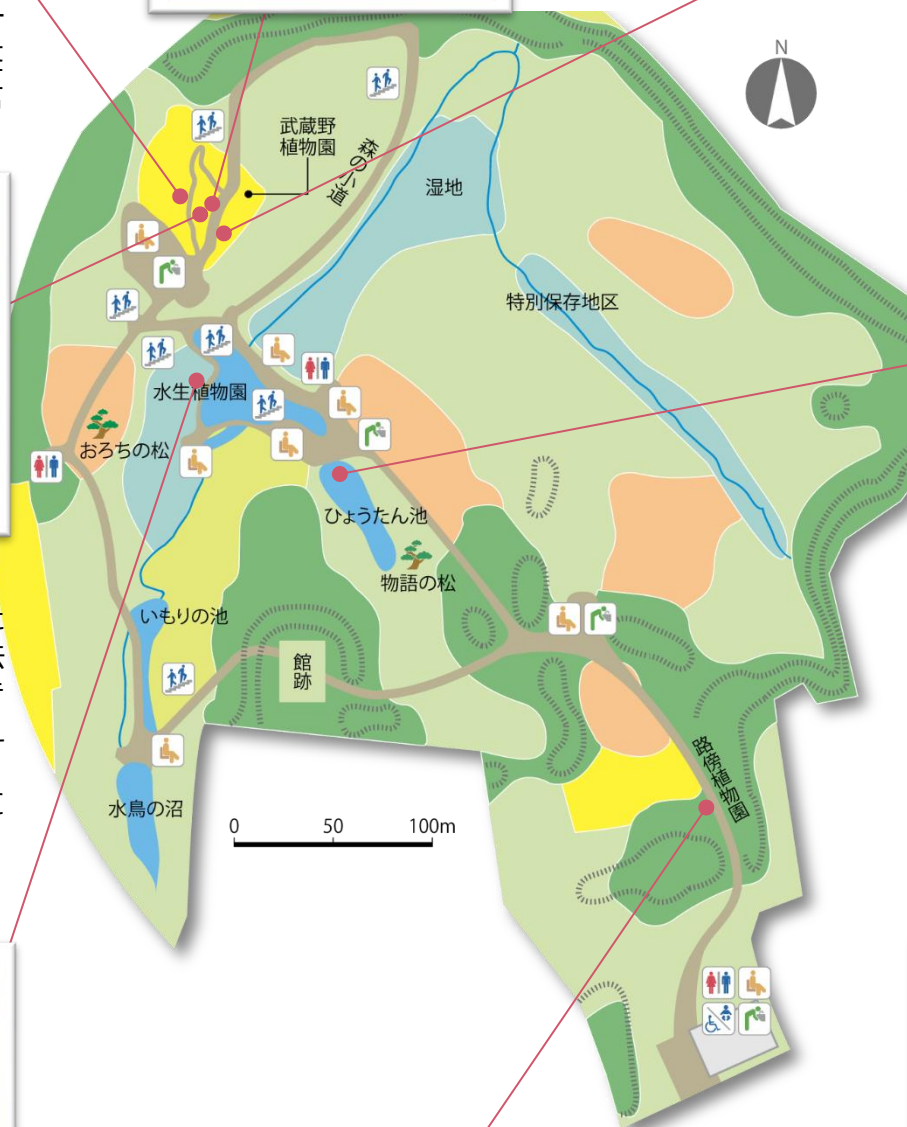 N
武蔵野
植物園
森の小道
湿地
特別保存地区
水生植物園
おろちの松
ひょうたん池
物語の松
いもりの池
館跡
路傍植物園
水鳥の沼
0 50 100m